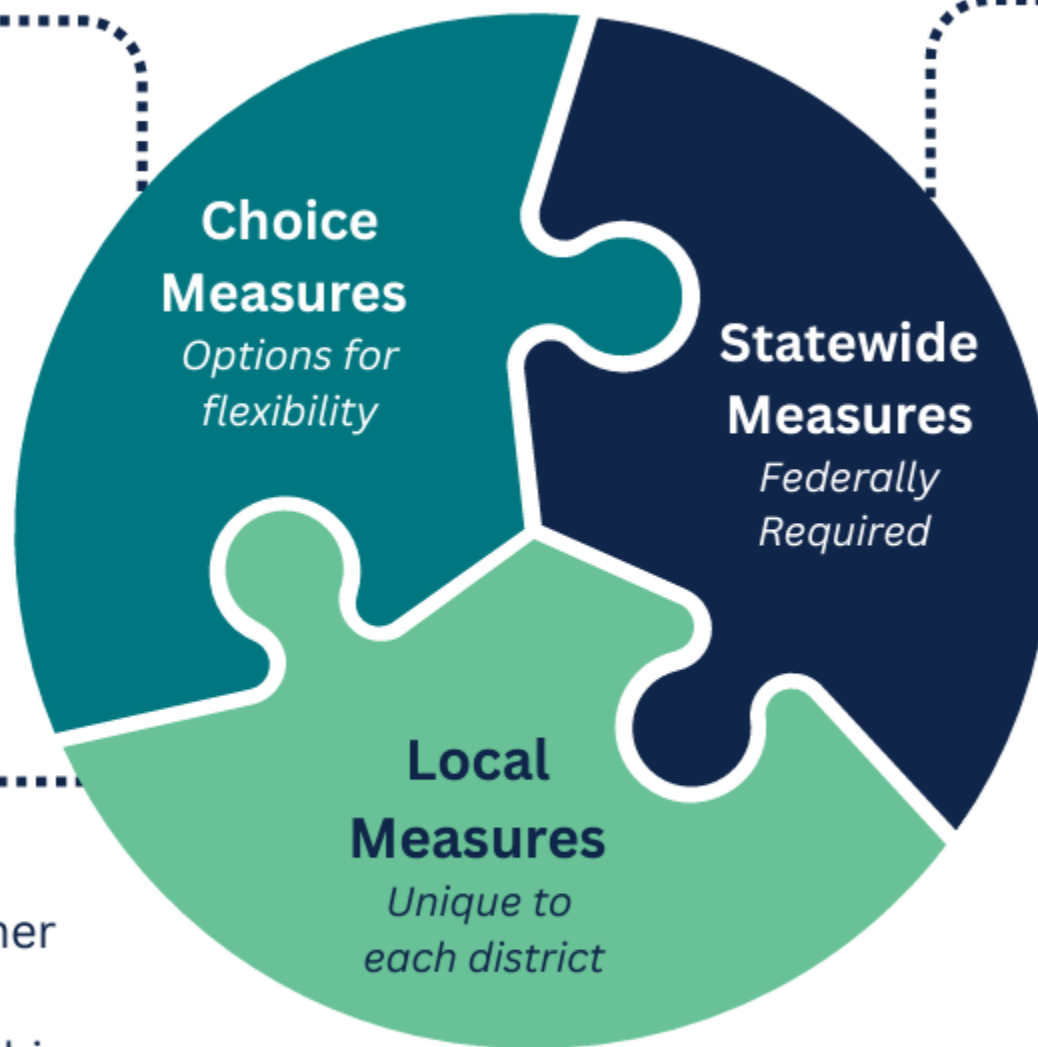 Choice
Measures
Options for
flexibility
Statewide
Measures
Federally
Required
Local
Measures
Unique to
each district